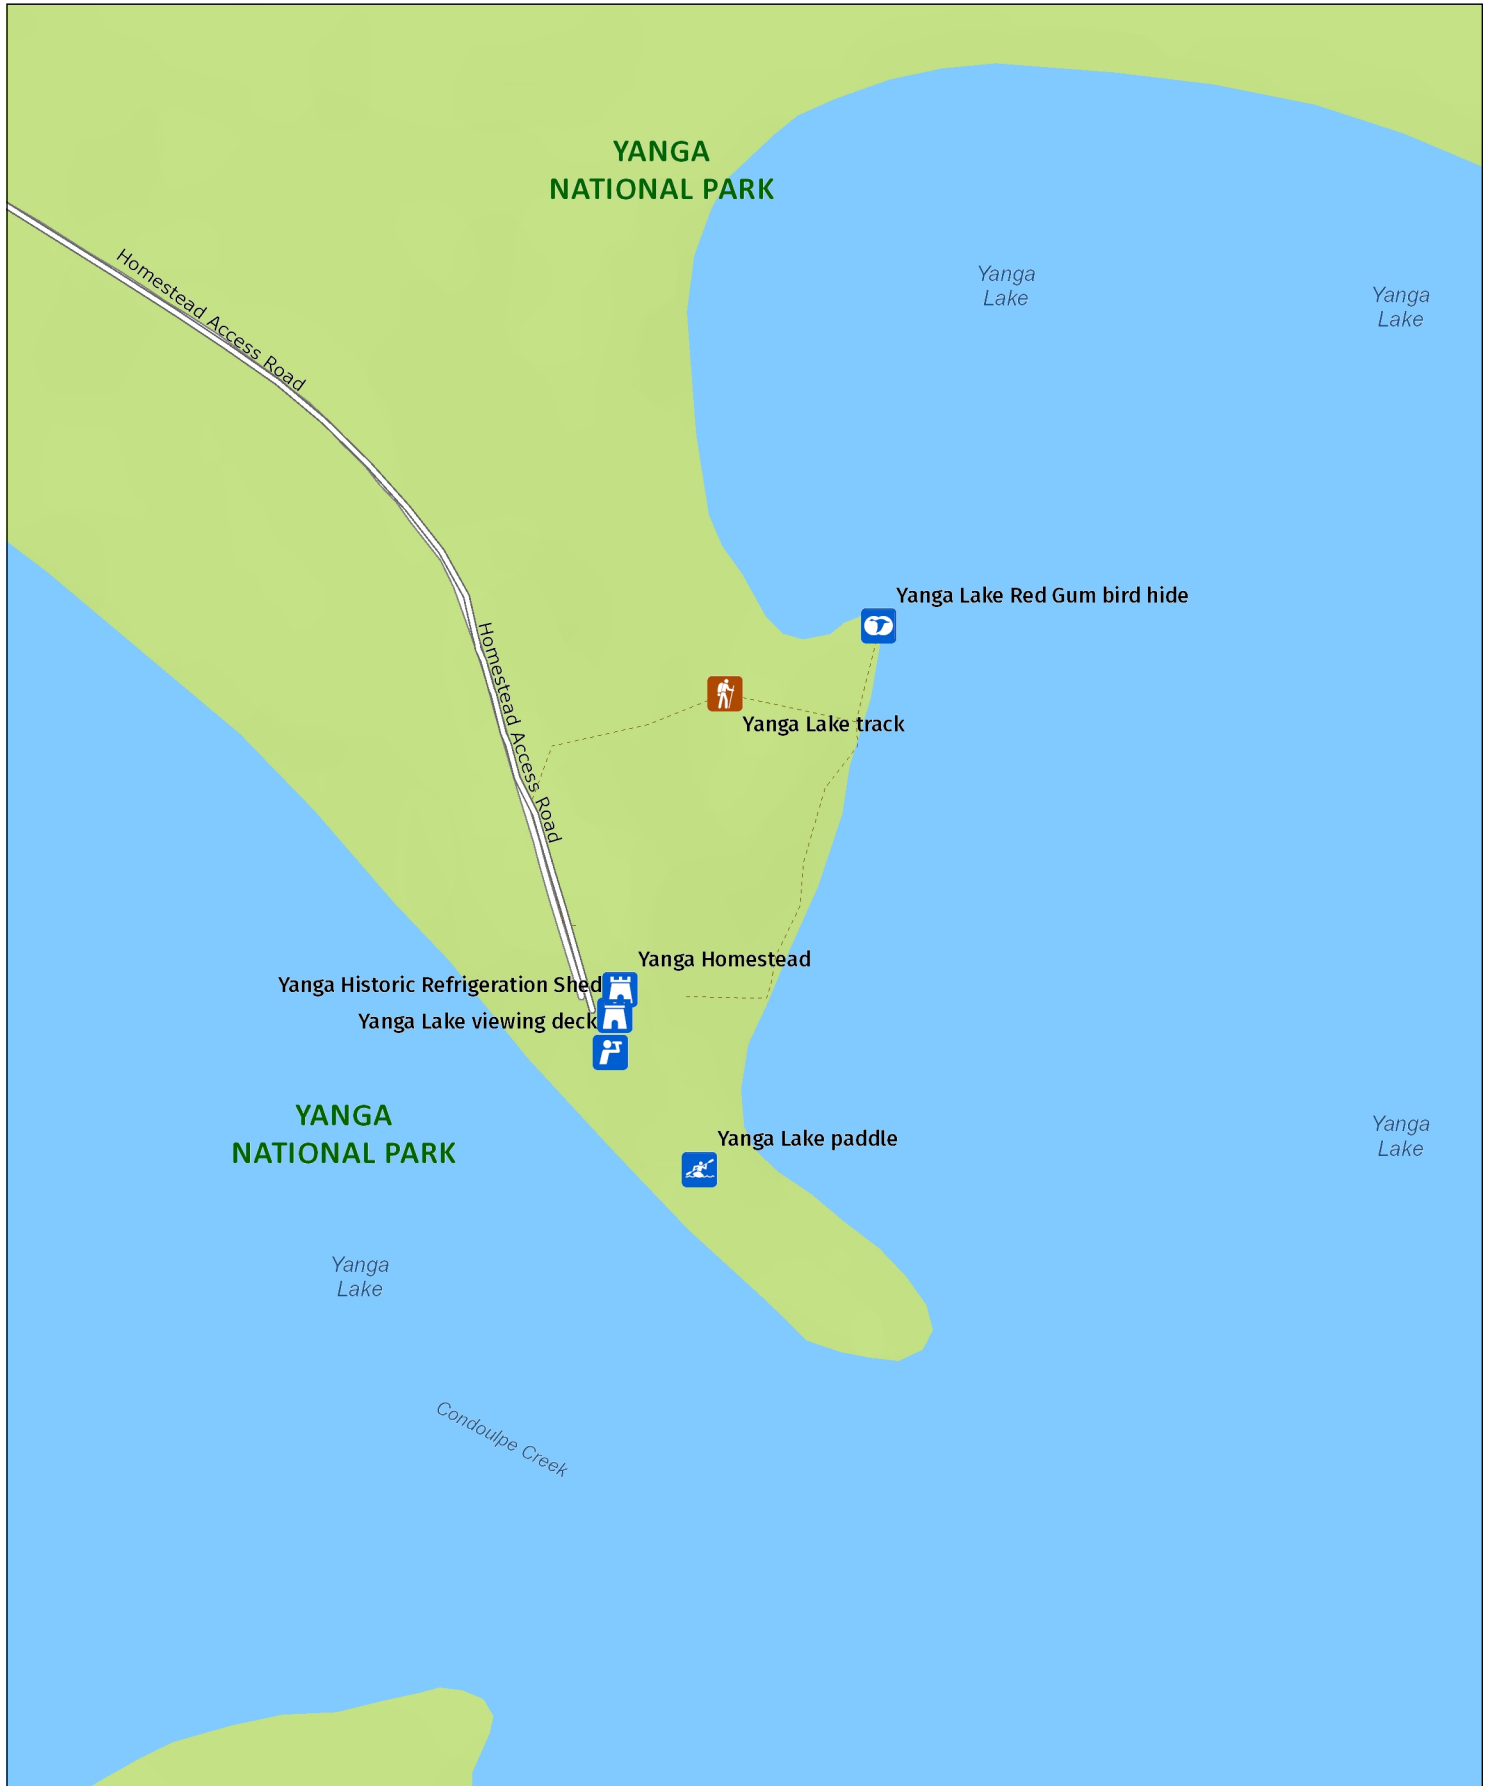 YANGA
NATIONAL PARK
Homestead Access Road
Yanga
Lake
Yanga
Lake
Yanga Lake Red Gum bird hide
Homestead Access Road
Yanga Lake track
Yanga Homestead
Yanga Historic Refrigeration Shed
Yanga Lake viewing deck
YANGA
NATIONAL PARK
Yanga Lake paddle
Yanga
Lake
Yanga
Lake
Condoulpe Creek